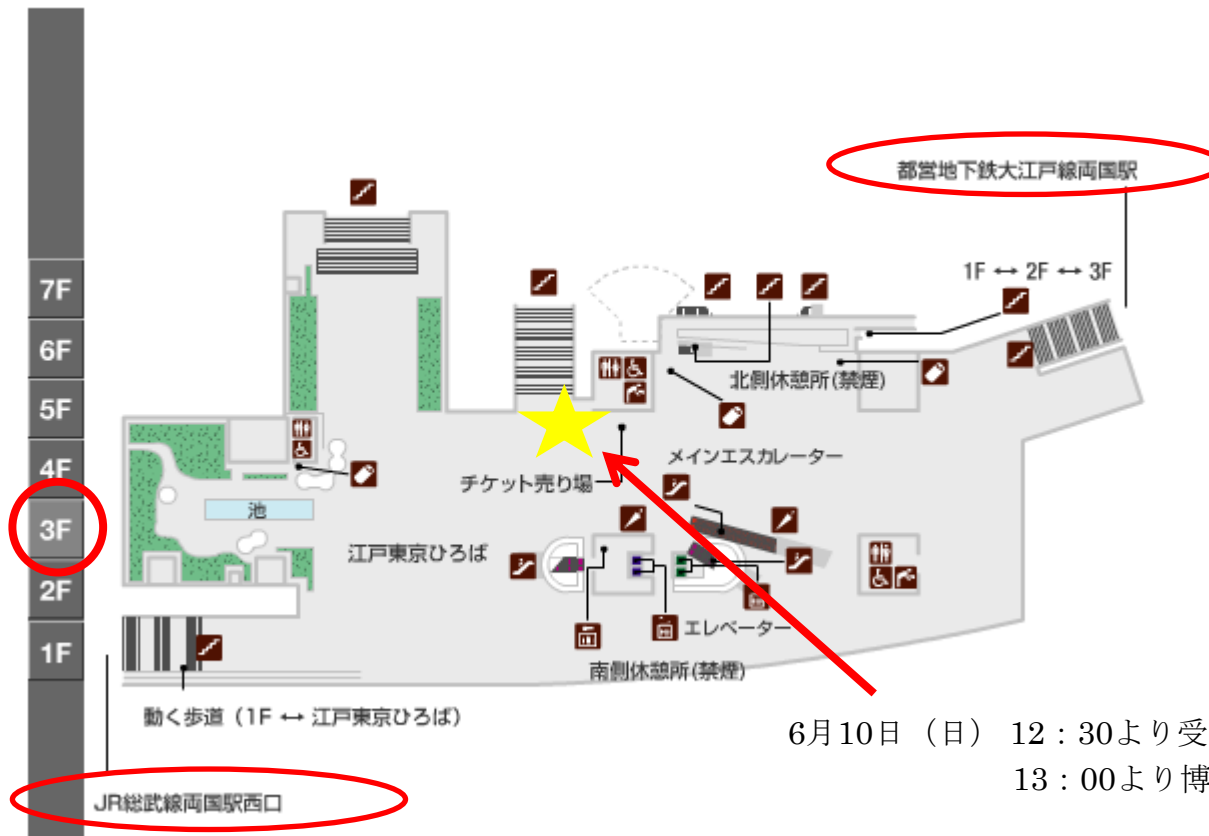 都営地下鉄大江戸線両国駅
1F ↔ 2F ↔ 3F
7F
6F
5F
4F
3F
2F
1F
北側休憩所(禁煙)
メインエスカレーター
チケット売り場
池
江戸東京ひろば
エレベーター
南側休憩所(禁煙)
動く歩道（1F ↔ 江戸東京ひろば）
6月10日（日） 12：30より受
13：00より博
JR総武線両国駅西口